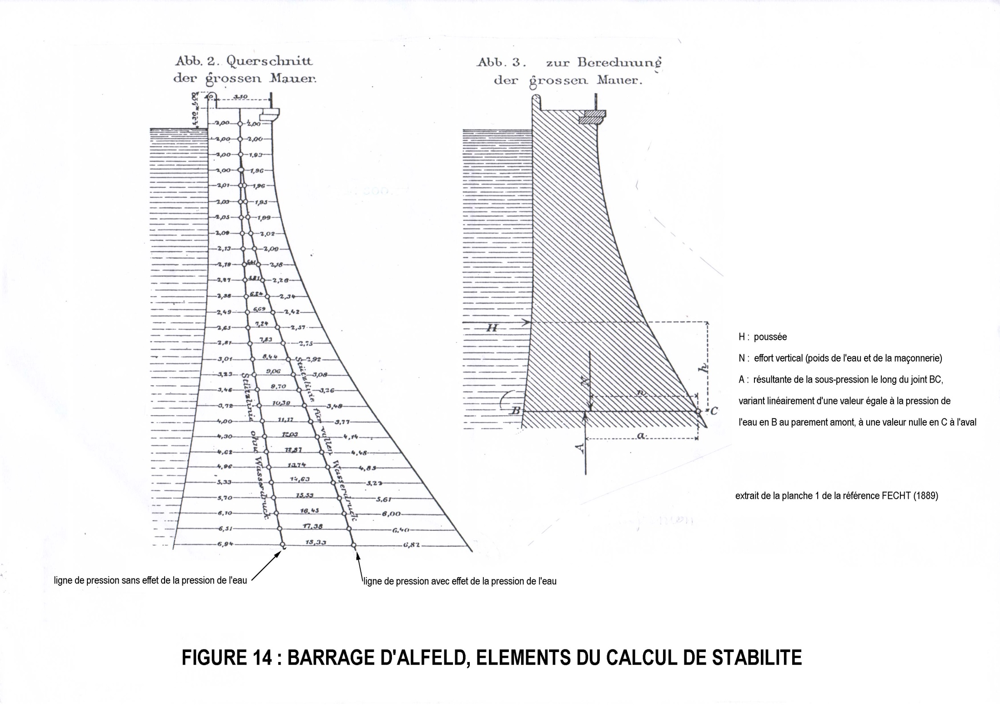 Abb. 2. Querschnitt
der grossen Mauer.
3.50
2,00 2,00
2,00 2,00
2,00 1,93
2,00 1,96
2,01 1,96
2,03 1,95
2,05 1,99
2,09 2,02
2,13 2,09
2,19 2,18
2,27 2,26
2,38 6,24 2,34
2,49 6,69 2,42
2,65 7,24 2,57
2,81 7,83 2,75
3,01 8,44 2,92
3,23 9,06 3,08
3,46 9,70 3,26
3,72 10,39 3,48
4,00 11,17 3,77
4,30 12,03 4,14
4,62 12,87 4,48
4,96 13,74 4,85
5,33 14,63 5,22
5,70 15,53 5,61
6,10 16,45 6,00
6,51 17,38 6,40
6,94 18,33 6,82
Stützlinie ohne Wasserdruck
Stützlinie für vollen Wasserdruck
ligne de pression sans effet de la pression de l'eau
ligne de pression avec effet de la pression de l'eau
Abb. 3. zur Berechnung
der grossen Mauer.
H
h
N
n
B
C
a
A
H : poussée
N : effort vertical (poids de l'eau et de la maçonnerie)
A : résultante de la sous-pression le long du joint BC,
variant linéairement d'une valeur égale à la pression de
l'eau en B au parement amont, à une valeur nulle en C à l'aval
extrait de la planche 1 de la référence FECHT (1889)
FIGURE 14 : BARRAGE D'ALFELD, ELEMENTS DU CALCUL DE STABILITE